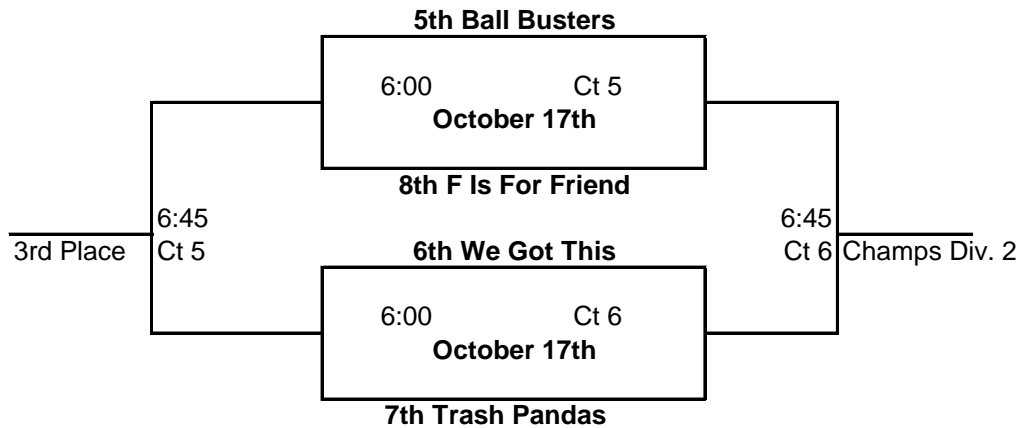 5th Ball Busters
6:00 Ct 5
October 17th
8th F Is For Friend
6:45 6:45
3rd Place Ct 5 6th We Got This Ct 6 Champs Div. 2
6:00 Ct 6
October 17th
7th Trash Pandas